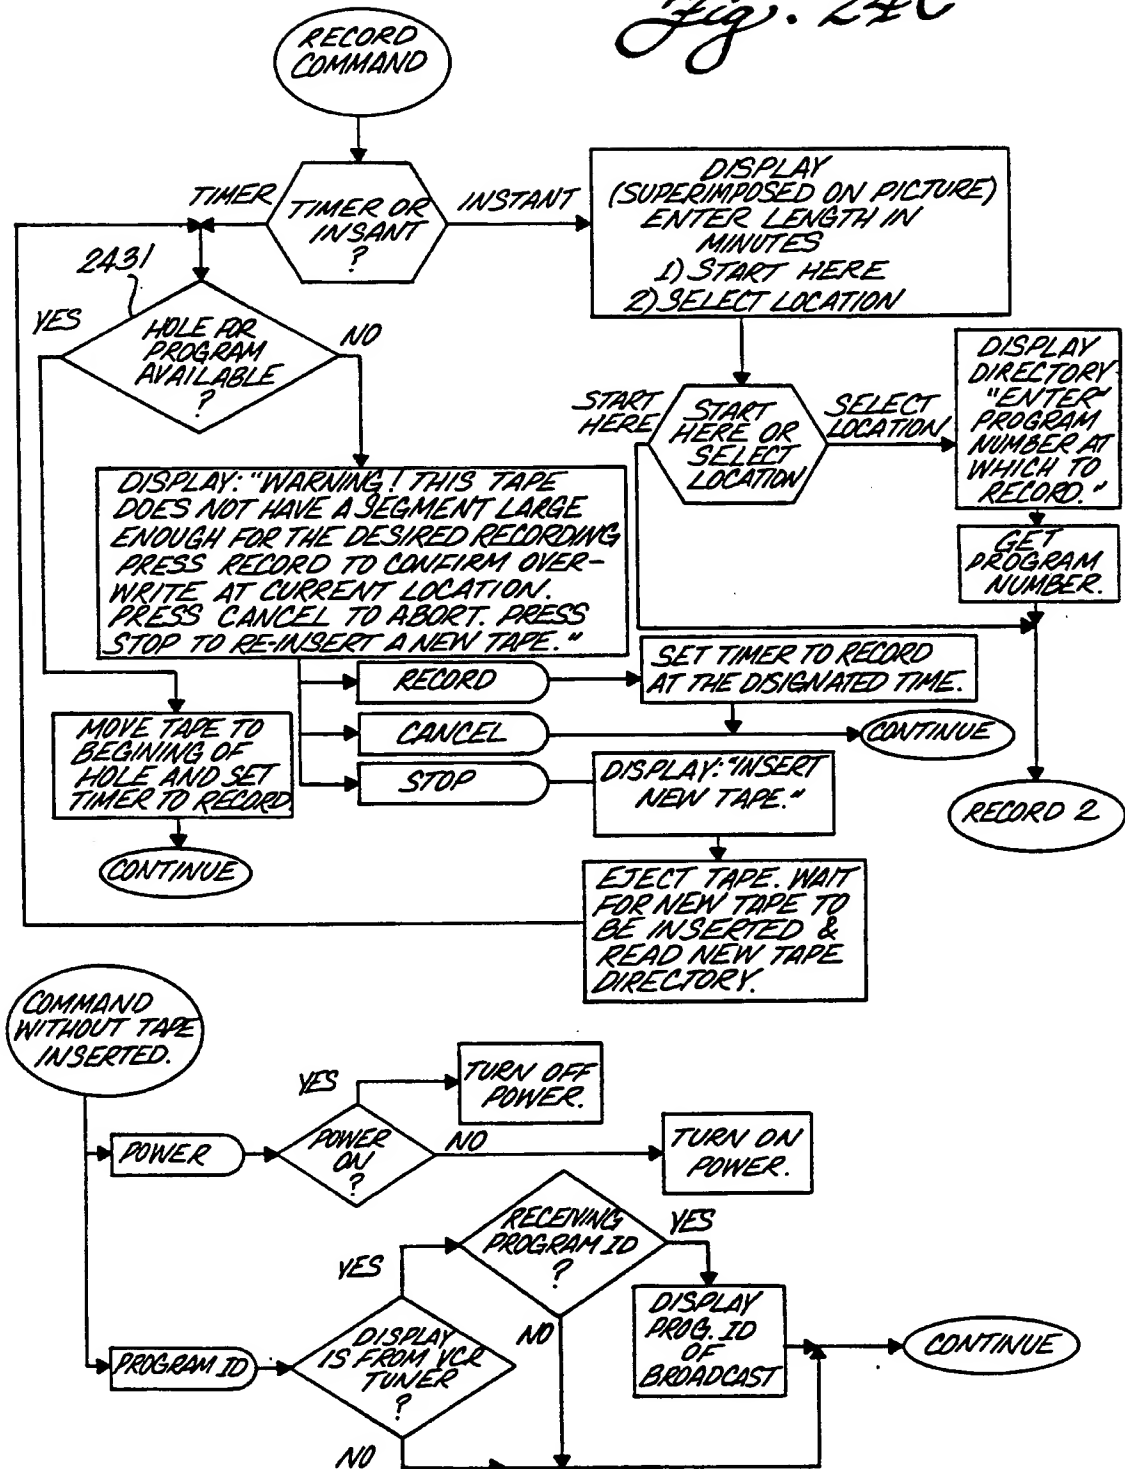 Fig. 24C
RECORD
COMMAND
TIMER
TIMER OR
INSANT
?
INSTANT
DISPLAY
(SUPERIMPOSED ON PICTURE)
ENTER LENGTH IN
MINUTES
1) START HERE
2) SELECT LOCATION
2431
YES
HOLE FOR
PROGRAM
AVAILABLE
?
NO
START
HERE
START
HERE OR
SELECT
LOCATION
SELECT
LOCATION
DISPLAY
DIRECTORY
"ENTER
PROGRAM
NUMBER AT
WHICH TO
RECORD."
GET
PROGRAM
NUMBER.
DISPLAY: "WARNING! THIS TAPE
DOES NOT HAVE A SEGMENT LARGE
ENOUGH FOR THE DESIRED RECORDING
PRESS RECORD TO CONFIRM OVER-
WRITE AT CURRENT LOCATION.
PRESS CANCEL TO ABORT. PRESS
STOP TO RE-INSERT A NEW TAPE."
RECORD
SET TIMER TO RECORD
AT THE DISIGNATED TIME.
CANCEL
CONTINUE
STOP
DISPLAY: "INSERT
NEW TAPE."
MOVE TAPE TO
BEGINING OF
HOLE AND SET
TIMER TO RECORD
CONTINUE
RECORD 2
EJECT TAPE. WAIT
FOR NEW TAPE TO
BE INSERTED &
READ NEW TAPE
DIRECTORY.
COMMAND
WITHOUT TAPE
INSERTED.
POWER
POWER
ON
?
YES
TURN OFF
POWER.
NO
TURN ON
POWER.
PROGRAM ID
DISPLAY
IS FROM VCR
TUNER
?
YES
RECEIVING
PROGRAM ID
?
YES
DISPLAY
PROG. ID
OF
BROADCAST
CONTINUE
NO
NO